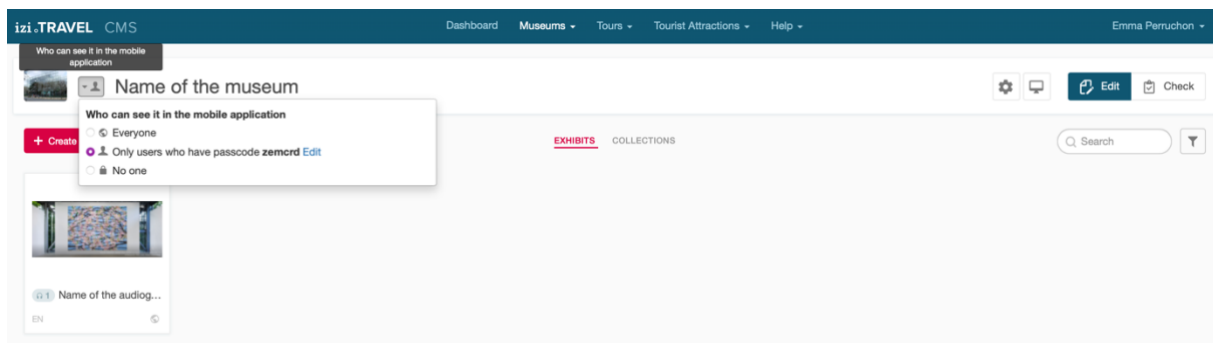 izi.TRAVEL CMS
Dashboard Museums Tours Tourist Attractions Help Emma Perruchon
Who can see it in the mobile
application
Name of the museum
Edit Check
Who can see it in the mobile application
Everyone
Only users who have passcode zemcrd Edit
No one
+ Create
EXHIBITS COLLECTIONS
Search
1 Name of the audiog...
EN